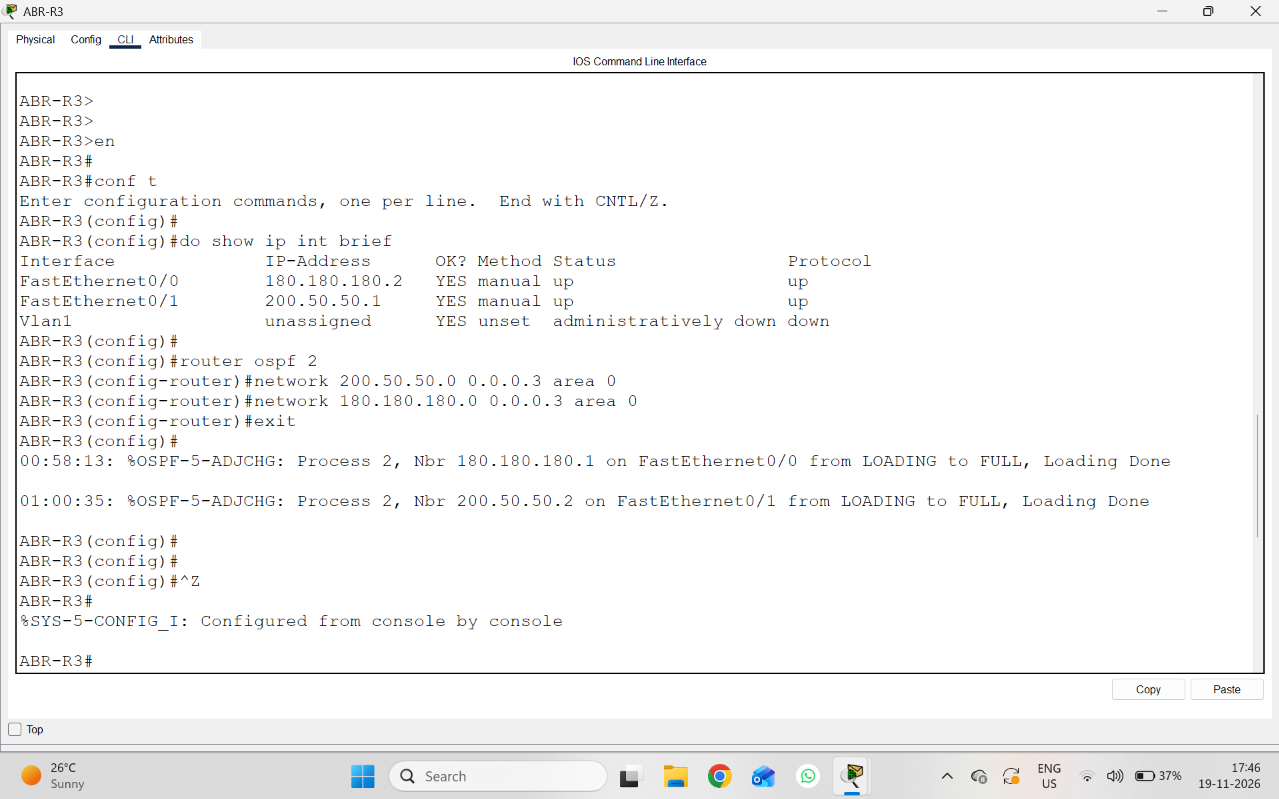 ABR-R3
Physical Config CLI Attributes
IOS Command Line Interface
ABR-R3>
ABR-R3>
ABR-R3>en
ABR-R3#
ABR-R3#conf t
Enter configuration commands, one per line.  End with CNTL/Z.
ABR-R3(config)#
ABR-R3(config)#do show ip int brief
Interface              IP-Address      OK? Method Status                Protocol
FastEthernet0/0        180.180.180.2   YES manual up                    up
FastEthernet0/1        200.50.50.1     YES manual up                    up
Vlan1                  unassigned      YES unset  administratively down down
ABR-R3(config)#
ABR-R3(config)#router ospf 2
ABR-R3(config-router)#network 200.50.50.0 0.0.0.3 area 0
ABR-R3(config-router)#network 180.180.180.0 0.0.0.3 area 0
ABR-R3(config-router)#exit
ABR-R3(config)#
00:58:13: %OSPF-5-ADJCHG: Process 2, Nbr 180.180.180.1 on FastEthernet0/0 from LOADING to FULL, Loading Done
01:00:35: %OSPF-5-ADJCHG: Process 2, Nbr 200.50.50.2 on FastEthernet0/1 from LOADING to FULL, Loading Done
ABR-R3(config)#
ABR-R3(config)#
ABR-R3(config)#^Z
ABR-R3#
%SYS-5-CONFIG_I: Configured from console by console
ABR-R3#
Copy Paste
Top
26°C
Sunny
Search
ENG
US
37%
17:46
19-11-2026